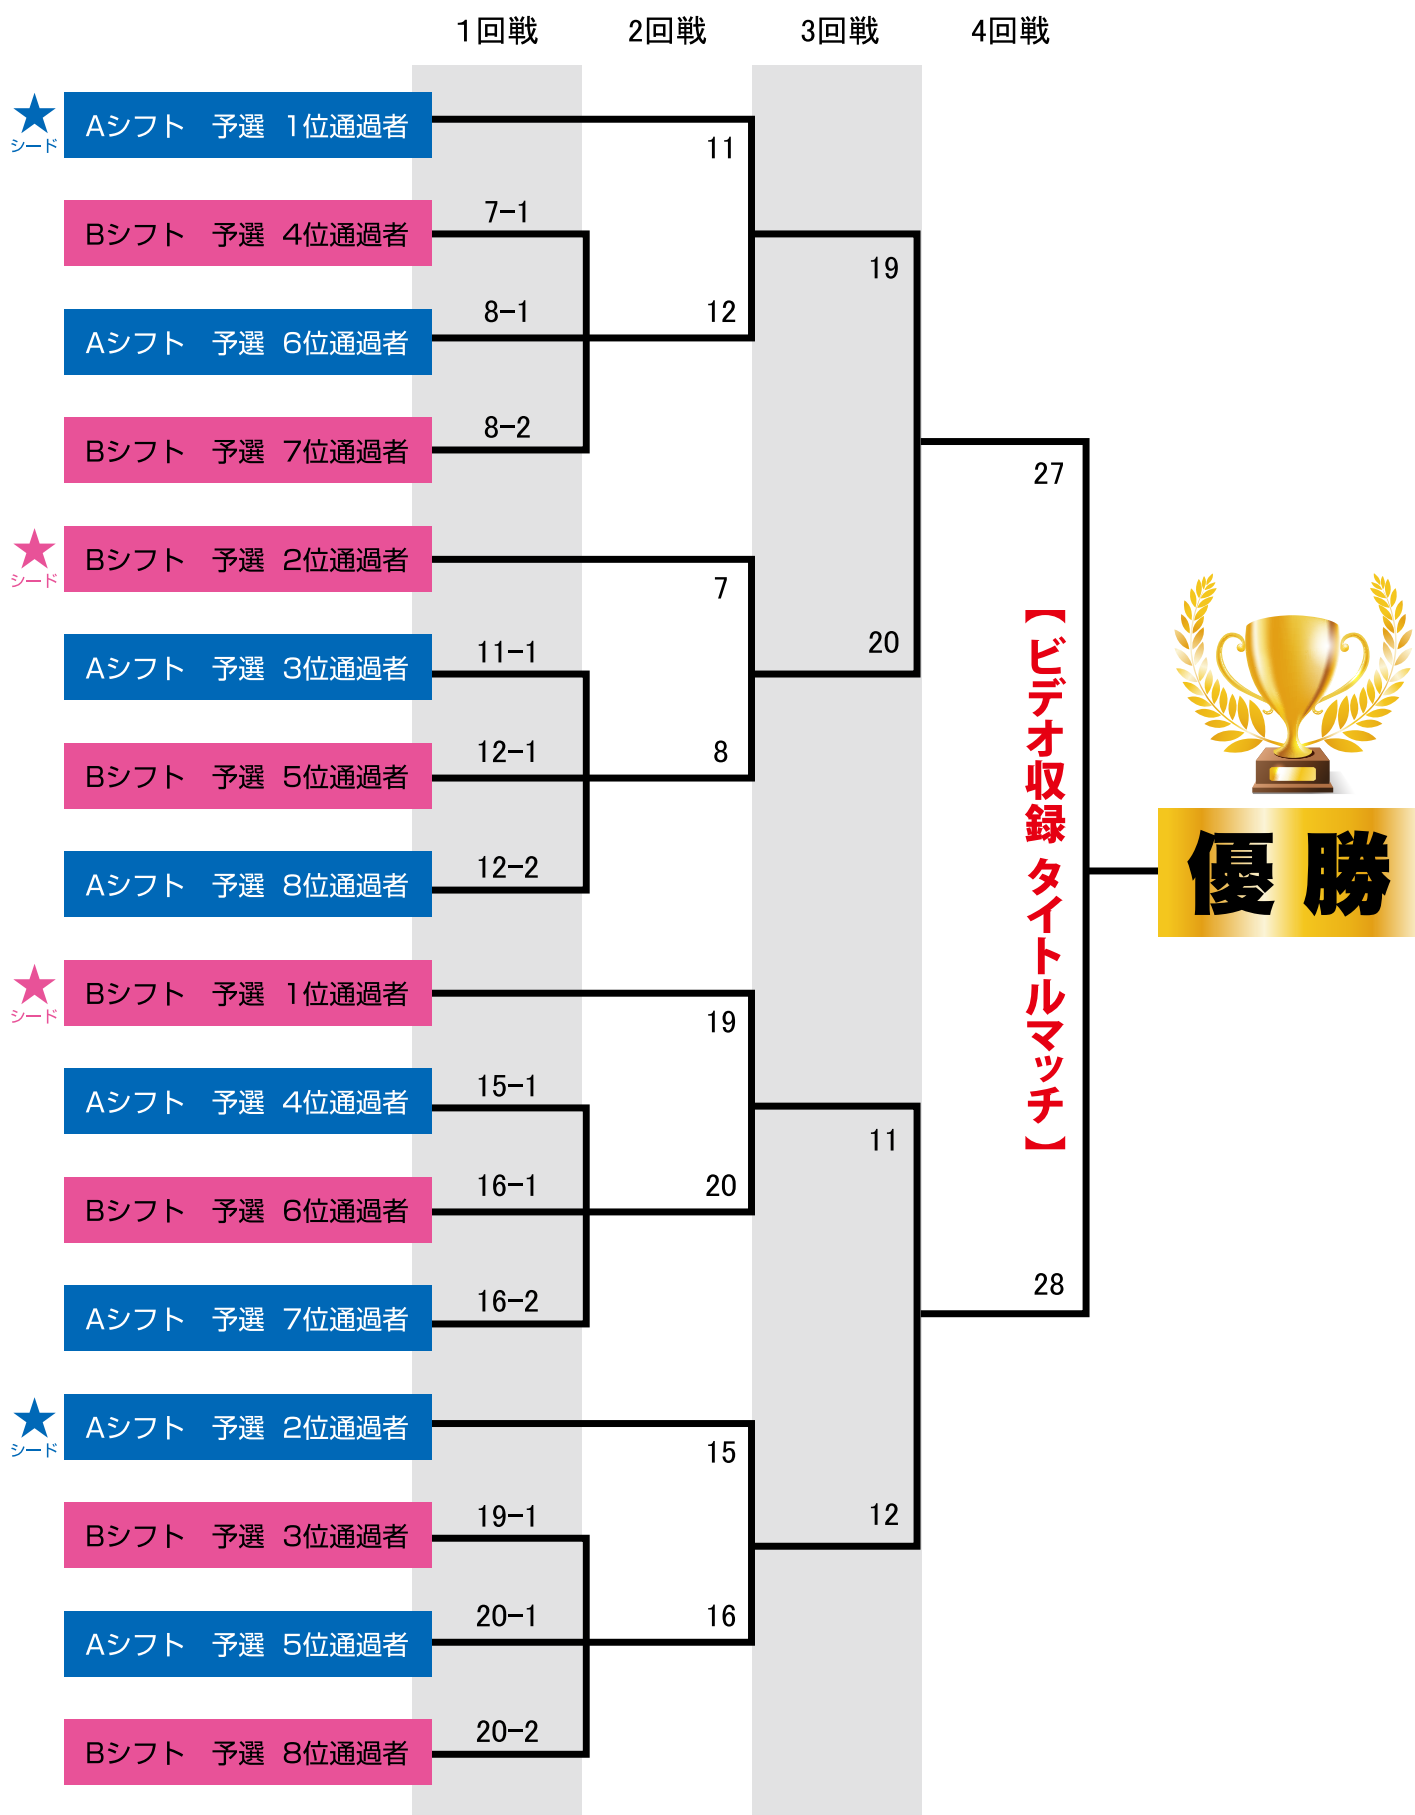 1回戦
2回戦
3回戦
4回戦
シード
Aシフト 予選 1位通過者
11
Bシフト 予選 4位通過者
7-1
19
Aシフト 予選 6位通過者
8-1
12
Bシフト 予選 7位通過者
8-2
27
シード
Bシフト 予選 2位通過者
7
Aシフト 予選 3位通過者
11-1
20
Bシフト 予選 5位通過者
12-1
8
Aシフト 予選 8位通過者
12-2
【ビデオ収録 タイトルマッチ】
優勝
シード
Bシフト 予選 1位通過者
19
Aシフト 予選 4位通過者
15-1
11
Bシフト 予選 6位通過者
16-1
20
Aシフト 予選 7位通過者
16-2
28
シード
Aシフト 予選 2位通過者
15
Bシフト 予選 3位通過者
19-1
12
Aシフト 予選 5位通過者
20-1
16
Bシフト 予選 8位通過者
20-2